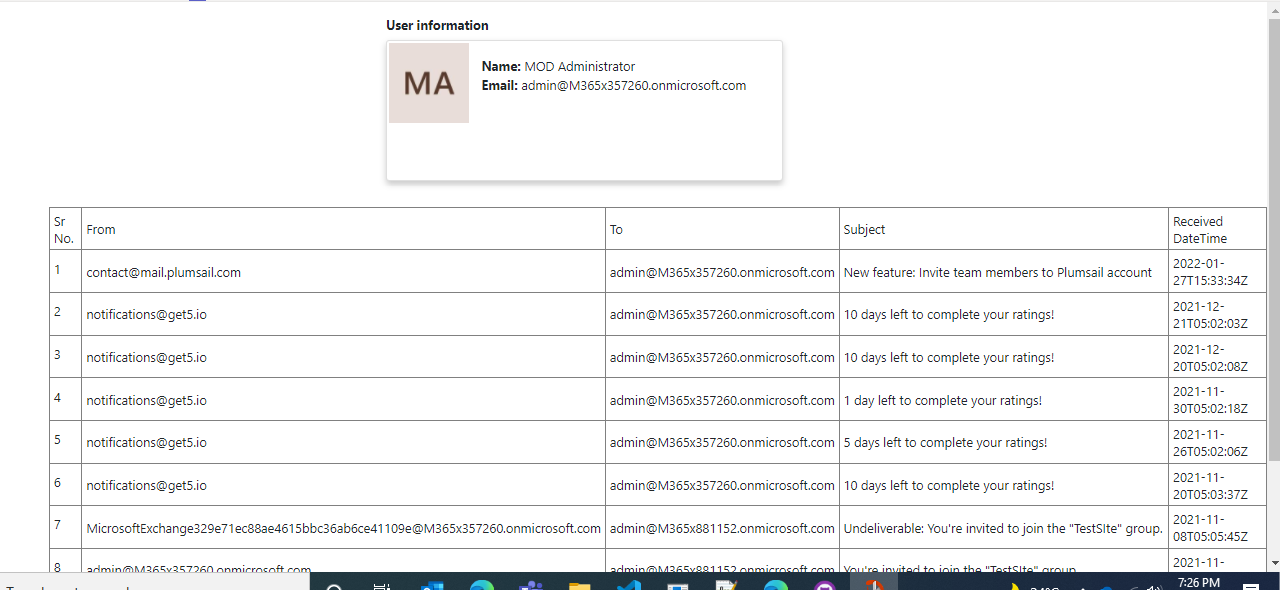 User information
MA
Name: MOD Administrator
Email: admin@M365x357260.onmicrosoft.com
Sr No. From To Subject Received DateTime
1 contact@mail.plumsail.com admin@M365x357260.onmicrosoft.com New feature: Invite team members to Plumsail account 2022-01-27T15:33:34Z
2 notifications@get5.io admin@M365x357260.onmicrosoft.com 10 days left to complete your ratings! 2021-12-21T05:02:03Z
3 notifications@get5.io admin@M365x357260.onmicrosoft.com 10 days left to complete your ratings! 2021-12-20T05:02:08Z
4 notifications@get5.io admin@M365x357260.onmicrosoft.com 1 day left to complete your ratings! 2021-11-30T05:02:18Z
5 notifications@get5.io admin@M365x357260.onmicrosoft.com 5 days left to complete your ratings! 2021-11-26T05:02:06Z
6 notifications@get5.io admin@M365x357260.onmicrosoft.com 10 days left to complete your ratings! 2021-11-20T05:03:37Z
7 MicrosoftExchange329e71ec88ae4615bbc36ab6ce41109e@M365x357260.onmicrosoft.com admin@M365x881152.onmicrosoft.com Undeliverable: You're invited to join the "TestSIte" group. 2021-11-08T05:05:45Z
8 admin@M365x357260.onmicrosoft.com admin@M365x881152.onmicrosoft.com You're invited to join the "TestSIte" group 2021-11-
7:26 PM